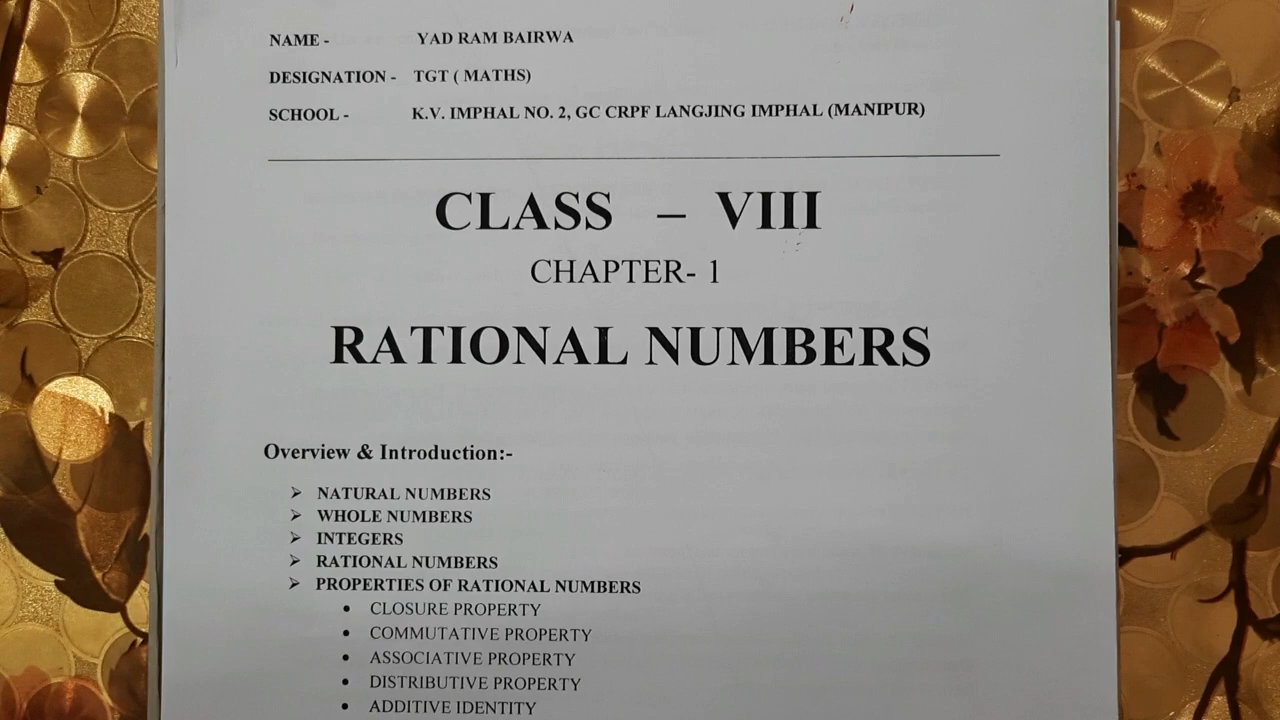 NAME - YAD RAM BAIRWA
DESIGNATION - TGT ( MATHS)
SCHOOL - K.V. IMPHAL NO. 2, GC CRPF LANGJING IMPHAL (MANIPUR)
CLASS – VIII
CHAPTER- 1
RATIONAL NUMBERS
Overview & Introduction:-
➢ NATURAL NUMBERS
➢ WHOLE NUMBERS
➢ INTEGERS
➢ RATIONAL NUMBERS
➢ PROPERTIES OF RATIONAL NUMBERS
• CLOSURE PROPERTY
• COMMUTATIVE PROPERTY
• ASSOCIATIVE PROPERTY
• DISTRIBUTIVE PROPERTY
• ADDITIVE IDENTITY